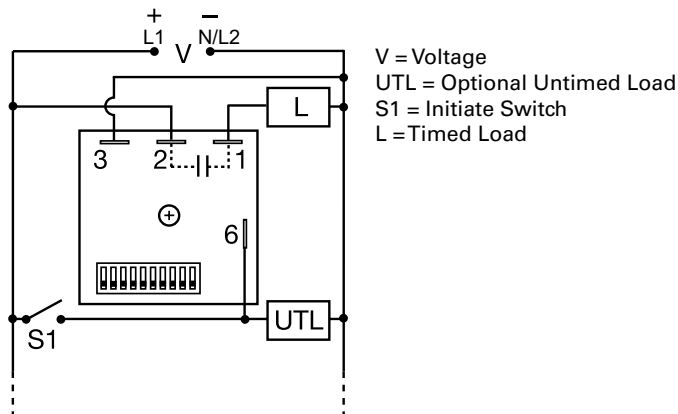 + −
L1 V N/L2
L
3 2 1
6
S1 UTL
V = Voltage
UTL = Optional Untimed Load
S1 = Initiate Switch
L = Timed Load